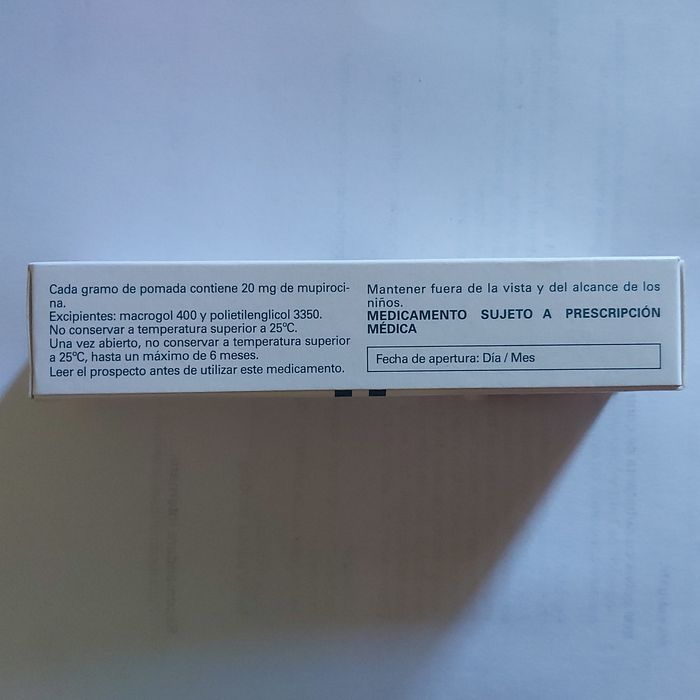 Cada gramo de pomada contiene 20 mg de mupiroci-
na.
Excipientes: macrogol 400 y polietilenglicol 3350.
No conservar a temperatura superior a 25ºC.
Una vez abierto, no conservar a temperatura superior
a 25ºC, hasta un máximo de 6 meses.
Leer el prospecto antes de utilizar este medicamento.
Mantener fuera de la vista y del alcance de los
niños.
MEDICAMENTO SUJETO A PRESCRIPCIÓN
MÉDICA
Fecha de apertura: Día / Mes